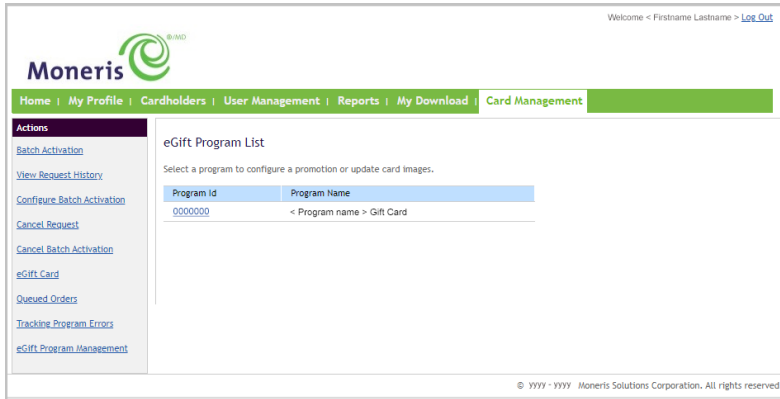 Welcome < Firstname Lastname > Log Out
®/MD
Moneris
Home | My Profile | Cardholders | User Management | Reports | My Download | Card Management
Actions
Batch Activation
View Request History
Configure Batch Activation
Cancel Request
Cancel Batch Activation
eGift Card
Queued Orders
Tracking Program Errors
eGift Program Management
eGift Program List
Select a program to configure a promotion or update card images.
Program Id Program Name
0000000 < Program name > Gift Card
© yyyy - yyyy Moneris Solutions Corporation. All rights reserved